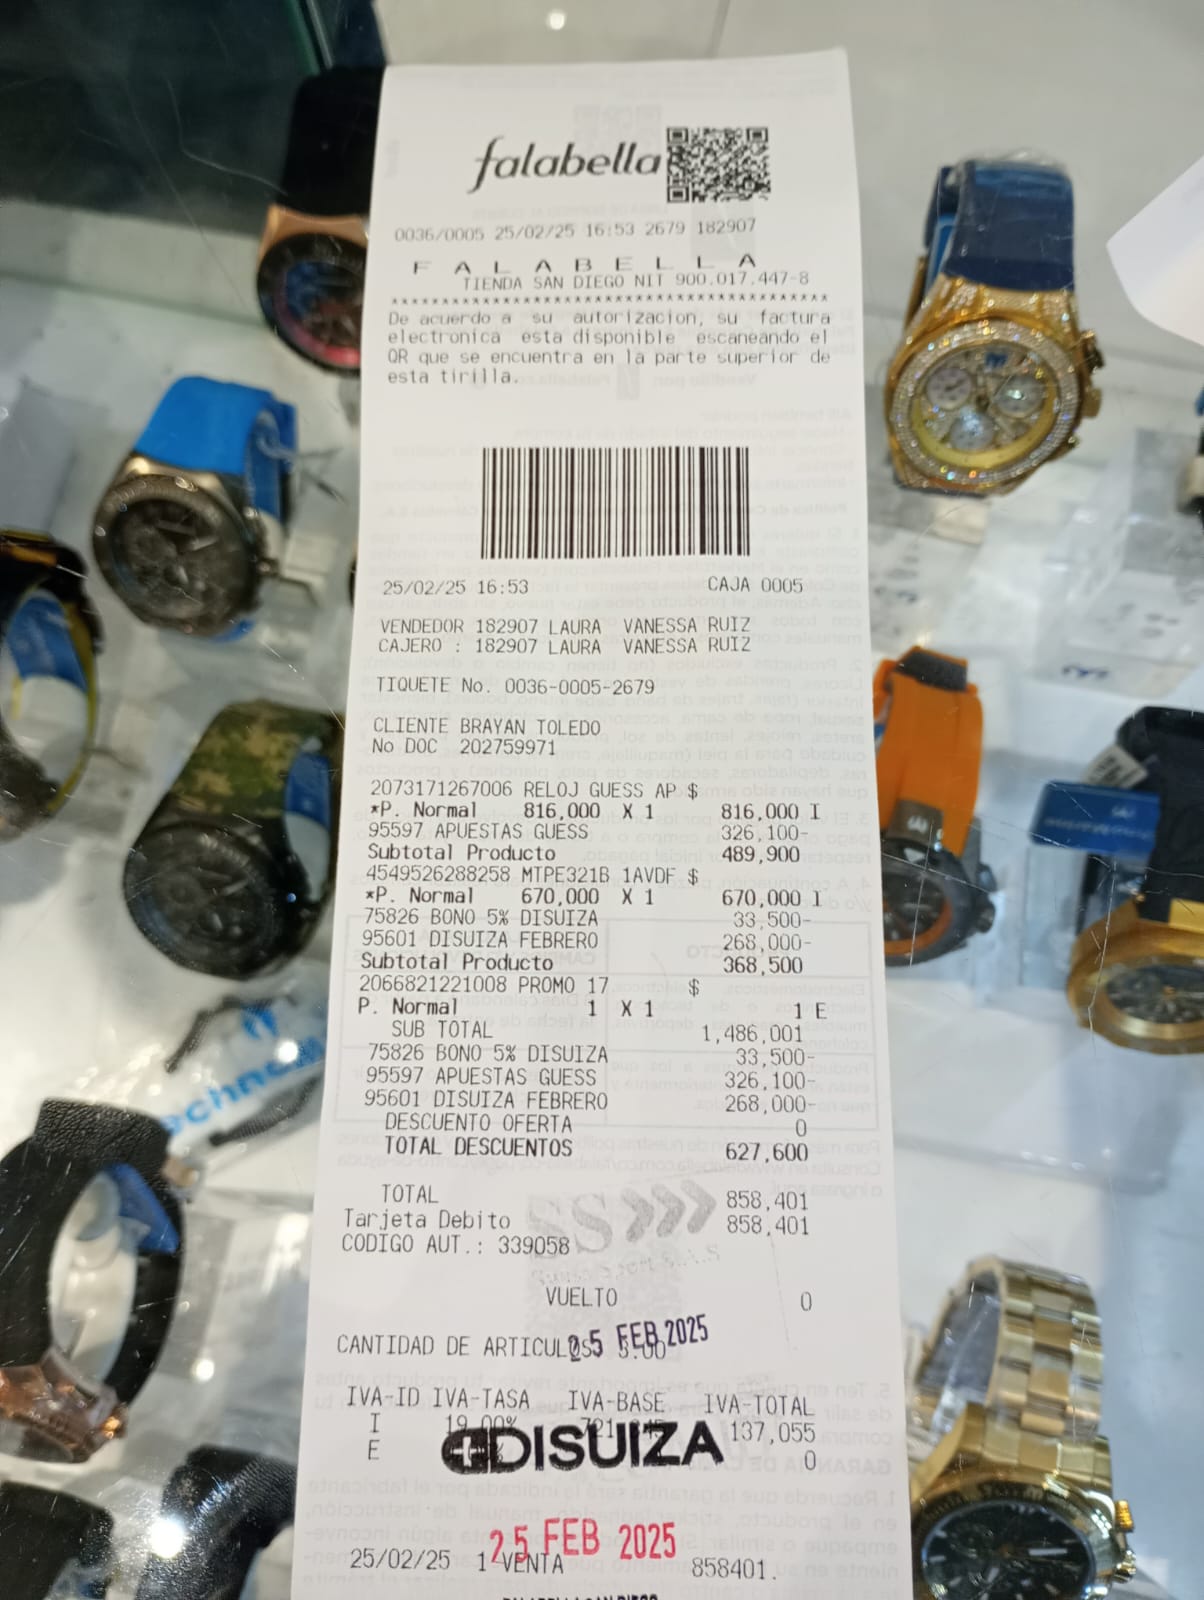 falabella
0036/0005 25/02/25 16:53 2679 182907
F A L A B E L L A
TIENDA SAN DIEGO NIT 900.017.447-8
****************************************************
De acuerdo a su autorizacion, su factura
electronica esta disponible escaneando el
QR que se encuentra en la parte superior de
esta tirilla.
25/02/25 16:53 CAJA 0005
VENDEDOR 182907 LAURA VANESSA RUIZ
CAJERO : 182907 LAURA VANESSA RUIZ
TIQUETE No. 0036-0005-2679
CLIENTE BRAYAN TOLEDO
No DOC 202759971
2073171267006 RELOJ GUESS AP $
*P. Normal 816,000 X 1 816,000 I
95597 APUESTAS GUESS 326,100-
Subtotal Producto 489,900
4549526288258 MTPE321B 1AVDF $
*P. Normal 670,000 X 1 670,000 I
75826 BONO 5% DISUIZA 33,500-
95601 DISUIZA FEBRERO 268,000-
Subtotal Producto 368,500
2066821221008 PROMO 17 $
P. Normal 1 X 1 1 E
SUB TOTAL 1,486,001
75826 BONO 5% DISUIZA 33,500-
95597 APUESTAS GUESS 326,100-
95601 DISUIZA FEBRERO 268,000-
DESCUENTO OFERTA 0
TOTAL DESCUENTOS 627,600
TOTAL 858,401
Tarjeta Debito 858,401
CODIGO AUT.: 339058
VUELTO 0
CANTIDAD DE ARTICULOS
25 FEB 2025
IVA-ID IVA-TASA IVA-BASE IVA-TOTAL
I 19.00% 137,055
E 0
DISUIZA
25 FEB 2025
25/02/25 1 VENTA 858401.